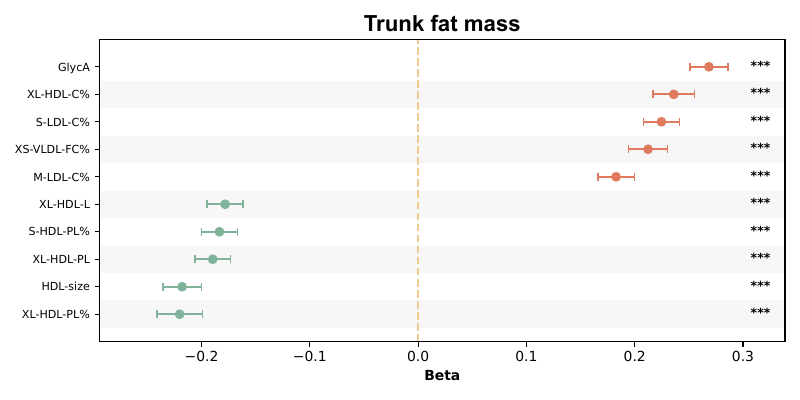 Trunk fat mass
GlycA ***
XL-HDL-C% ***
S-LDL-C% ***
XS-VLDL-FC% ***
M-LDL-C% ***
XL-HDL-L ***
S-HDL-PL% ***
XL-HDL-PL ***
HDL-size ***
XL-HDL-PL% ***
−0.2 −0.1 0.0 0.1 0.2 0.3
Beta